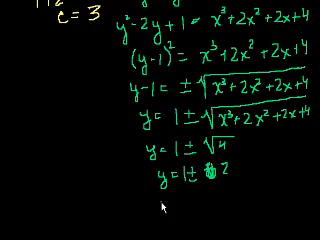 c = 3
y² - 2y + 1 = x³ + 2x² + 2x + 4
(y - 1)² = x³ + 2x² + 2x + 4
y - 1 = ± √(x³ + 2x² + 2x + 4)
y = 1 ± √(x³ + 2x² + 2x + 4)
y = 1 ± √4
y = 1 ± 2